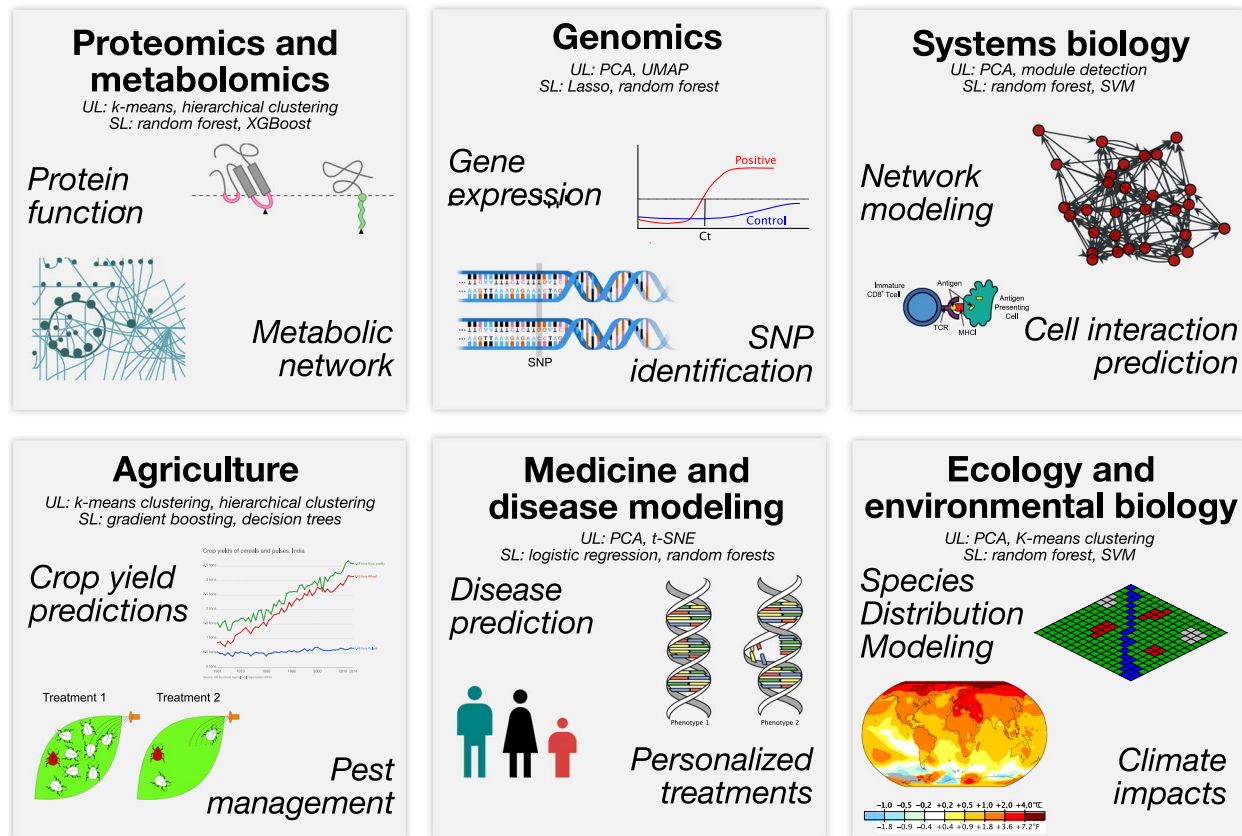 Proteomics and
metabolomics
UL: k-means, hierarchical clustering
SL: random forest, XGBoost
Protein
function
Metabolic
network
Genomics
UL: PCA, UMAP
SL: Lasso, random forest
Gene
expression
Positive
Control
Ct
SNP
SNP
identification
Systems biology
UL: PCA, module detection
SL: random forest, SVM
Network
modeling
Immature
CD8+ Tcell
Antigen
Antigen
Presenting
Cell
TCR
MHCI
Cell interaction
prediction
Agriculture
UL: k-means clustering, hierarchical clustering
SL: gradient boosting, decision trees
Crop yield
predictions
Crop yields of cereals and pulses, India
Treatment 1
Treatment 2
Pest
management
Medicine and
disease modeling
UL: PCA, t-SNE
SL: logistic regression, random forests
Disease
prediction
Phenotype 1
Phenotype 2
Personalized
treatments
Ecology and
environmental biology
UL: PCA, K-means clustering
SL: random forest, SVM
Species
Distribution
Modeling
Climate
impacts
-1.0 -0.5 -0.2 +0.2 +0.5 +1.0 +2.0 +4.0°C
-1.8 -0.9 -0.4 +0.4 +0.9 +1.8 +3.6 +7.2°F